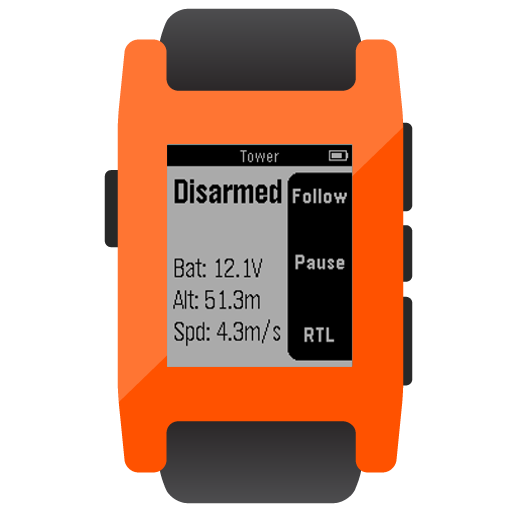 Tower
Disarmed
Follow
Pause
Bat: 12.1V
Alt: 51.3m
Spd: 4.3m/s
RTL